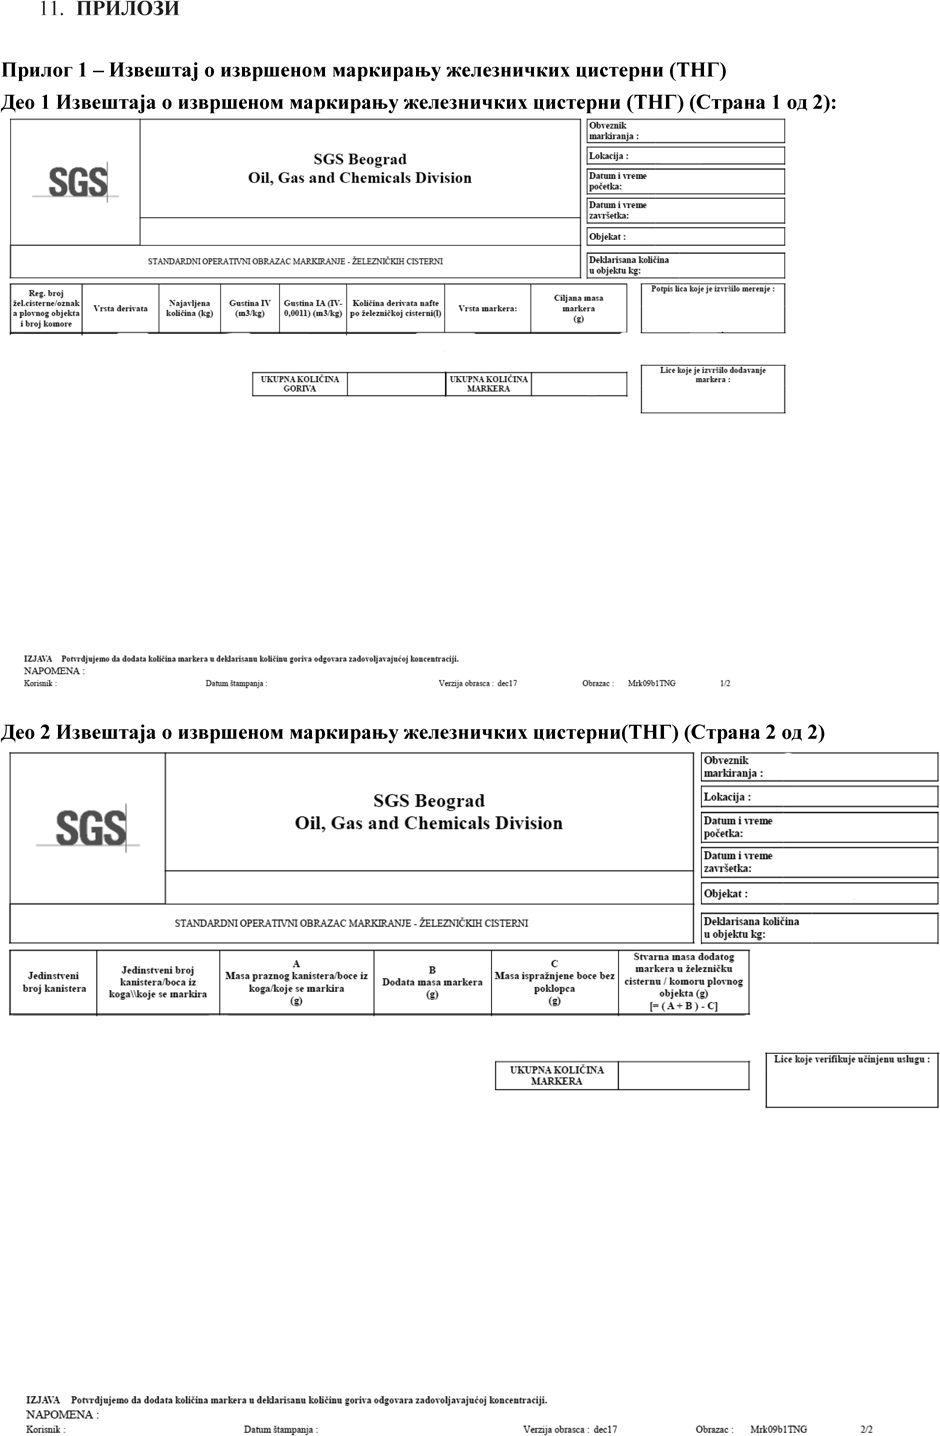 11. ПРИЛОЗИ
Прилог 1 – Извештај о извршеном маркирању железничких цистерни (ТНГ)
Део 1 Извештаја о извршеном маркирању железничких цистерни (ТНГ) (Страна 1 од 2):
SGS
SGS Beograd
Oil, Gas and Chemicals Division
STANDARDNI OPERATIVNI OBRAZAC MARKIRANJE - ŽELEZNIČKIH CISTERNI
Obveznik
markiranja :
Lokacija :
Datum i vreme
početka:
Datum i vreme
završetka:
Objekat :
Deklarisana količina
u objektu kg:
Reg. broj
žel.cisterne/oznak
a plovnog objekta
i broj komore
Vrsta derivata
Najavljena
količina (kg)
Gustina IV
(m3/kg)
Gustina IA (IV-
0,0011) (m3/kg)
Količina derivata nafte
po železničkoj cisterni(l)
Vrsta markera:
Ciljana masa
markera
(g)
Potpis lica koje je izvršilo merenje :
UKUPNA KOLIČINA
GORIVA
UKUPNA KOLIČINA
MARKERA
Lice koje je izvršilo dodavanje
markera :
IZJAVA Potvrdjujemo da dodata količina markera u deklarisanu količinu goriva odgovara zadovoljavajućoj koncentraciji.
NAPOMENA :
Korisnik : Datum štampanja : Verzija obrasca : dec17 Obrazac : Mrk09b1TNG 1/2
Део 2 Извештаја о извршеном маркирању железничких цистерни(ТНГ) (Страна 2 од 2)
SGS
SGS Beograd
Oil, Gas and Chemicals Division
STANDARDNI OPERATIVNI OBRAZAC MARKIRANJE - ŽELEZNIČKIH CISTERNI
Obveznik
markiranja :
Lokacija :
Datum i vreme
početka:
Datum i vreme
završetka:
Objekat :
Deklarisana količina
u objektu kg:
Jedinstveni
broj kanistera
Jedinstveni broj
kanistera/boca iz
koga\\koje se markira
A
Masa praznog kanistera/boce iz
koga/koje se markira
(g)
B
Dodata masa markera
(g)
C
Masa ispražnjene boce bez
poklopca
(g)
Stvarna masa dodatog
markera u železničku
cisternu / komoru plovnog
objekta (g)
[= ( A + B ) - C]
UKUPNA KOLIČINA
MARKERA
Lice koje verifikuje učinjenu uslugu :
IZJAVA Potvrdjujemo da dodata količina markera u deklarisanu količinu goriva odgovara zadovoljavajućoj koncentraciji.
NAPOMENA :
Korisnik : Datum štampanja : Verzija obrasca : dec17 Obrazac : Mrk09b1TNG 2/2